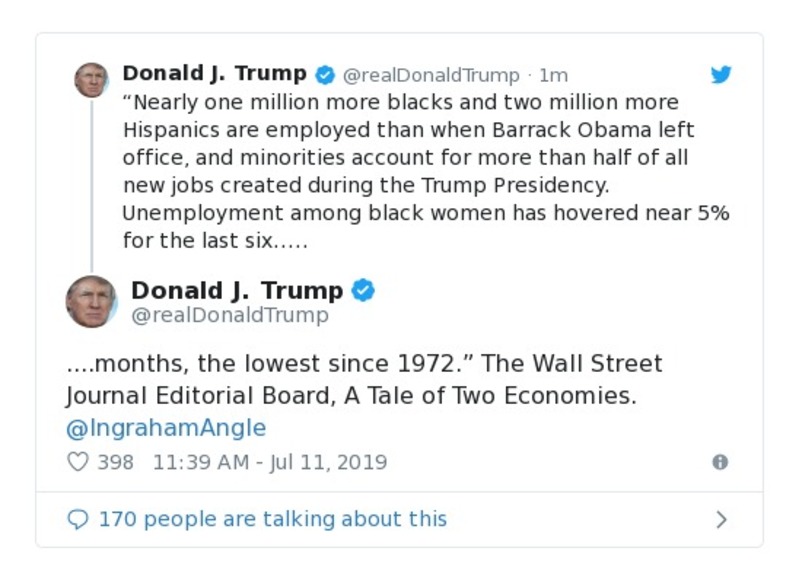 Donald J. Trump @realDonaldTrump · 1m
“Nearly one million more blacks and two million more
Hispanics are employed than when Barrack Obama left
office, and minorities account for more than half of all
new jobs created during the Trump Presidency.
Unemployment among black women has hovered near 5%
for the last six…..
Donald J. Trump
@realDonaldTrump
....months, the lowest since 1972.” The Wall Street
Journal Editorial Board, A Tale of Two Economies.
@IngrahamAngle
398 11:39 AM - Jul 11, 2019
170 people are talking about this